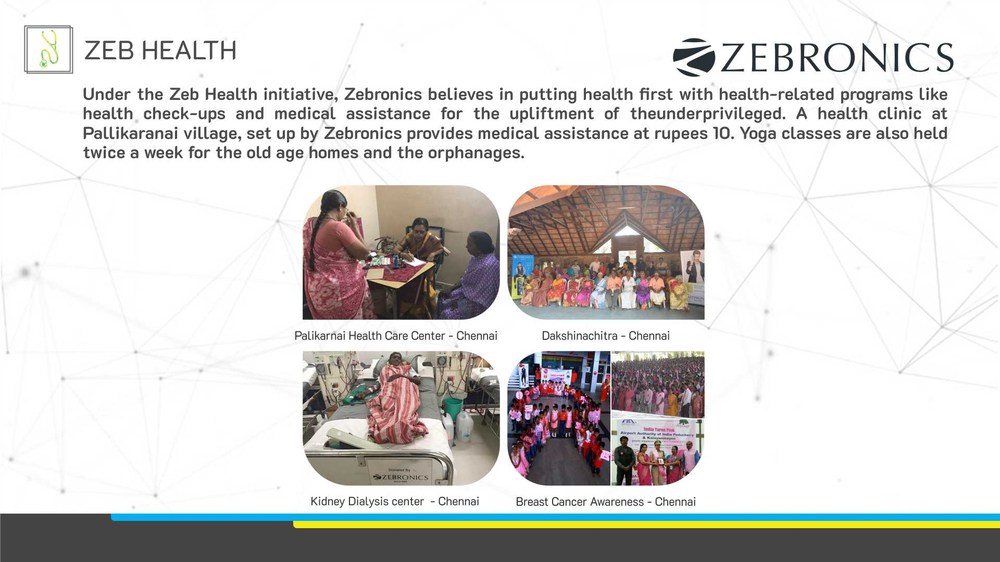 ZEB HEALTH
ZEBRONICS
Under the Zeb Health initiative, Zebronics believes in putting health first with health-related programs like
health check-ups and medical assistance for the upliftment of theunderprivileged. A health clinic at
Pallikaranai village, set up by Zebronics provides medical assistance at rupees 10. Yoga classes are also held
twice a week for the old age homes and the orphanages.
ZEBRONICS
Palikarnai Health Care Center - Chennai
Dakshinachitra - Chennai
India Turns Pink
Airport Authority of India Puducherry
& Kalayanmayee
Donated By
ZEBRONICS
Kidney Dialysis center - Chennai
Breast Cancer Awareness - Chennai